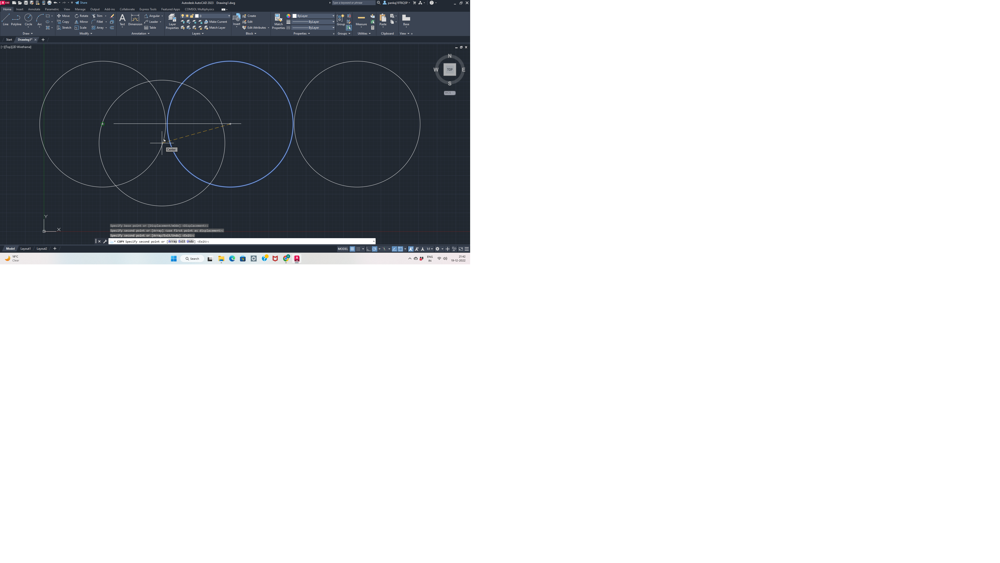 A CAD Share Autodesk AutoCAD 2023 Drawing1.dwg Type a keyword or phrase pankaj19T6Q5P
Home Insert Annotate Parametric View Manage Output Add-ins Collaborate Express Tools Featured Apps COMSOL Multiphysics
Line Polyline Circle Arc
Move Rotate Trim
Copy Mirror Fillet
Stretch Scale Array
Text Dimension
Angular
Leader
Table
Layer Properties
0
Make Current
Match Layer
Insert
Create
Edit
Edit Attributes
Match Properties
ByLayer
ByLayer
ByLayer
Group
Measure
Paste
Base
Draw Modify Annotation Layers Block Properties Groups Utilities Clipboard View
Start Drawing1*
[−][Top][2D Wireframe]
N
W TOP E
S
WCS
Center
Y
X
Specify base point or [Displacement/mOde] <Displacement>:
Specify second point or [Array] <use first point as displacement>:
Specify second point or [Array/Exit/Undo] <Exit>:
COPY Specify second point or [Array Exit Undo] <Exit>:
Model Layout1 Layout2 MODEL 1:1
18°C
Clear
Search
ENG
IN
21:42
19-12-2022